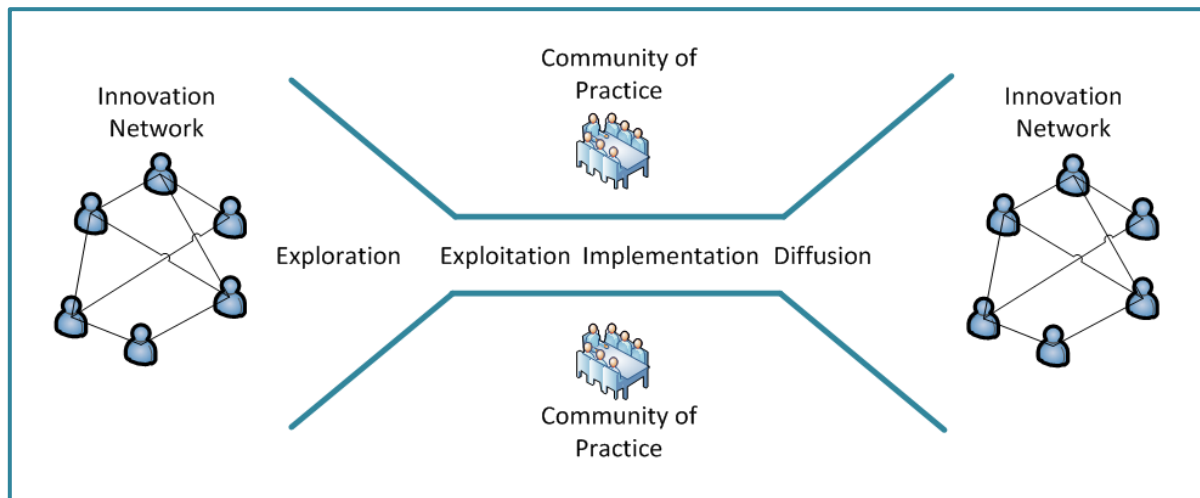 Community of
Practice
Innovation
Network
Innovation
Network
Exploration Exploitation Implementation Diffusion
Community of
Practice